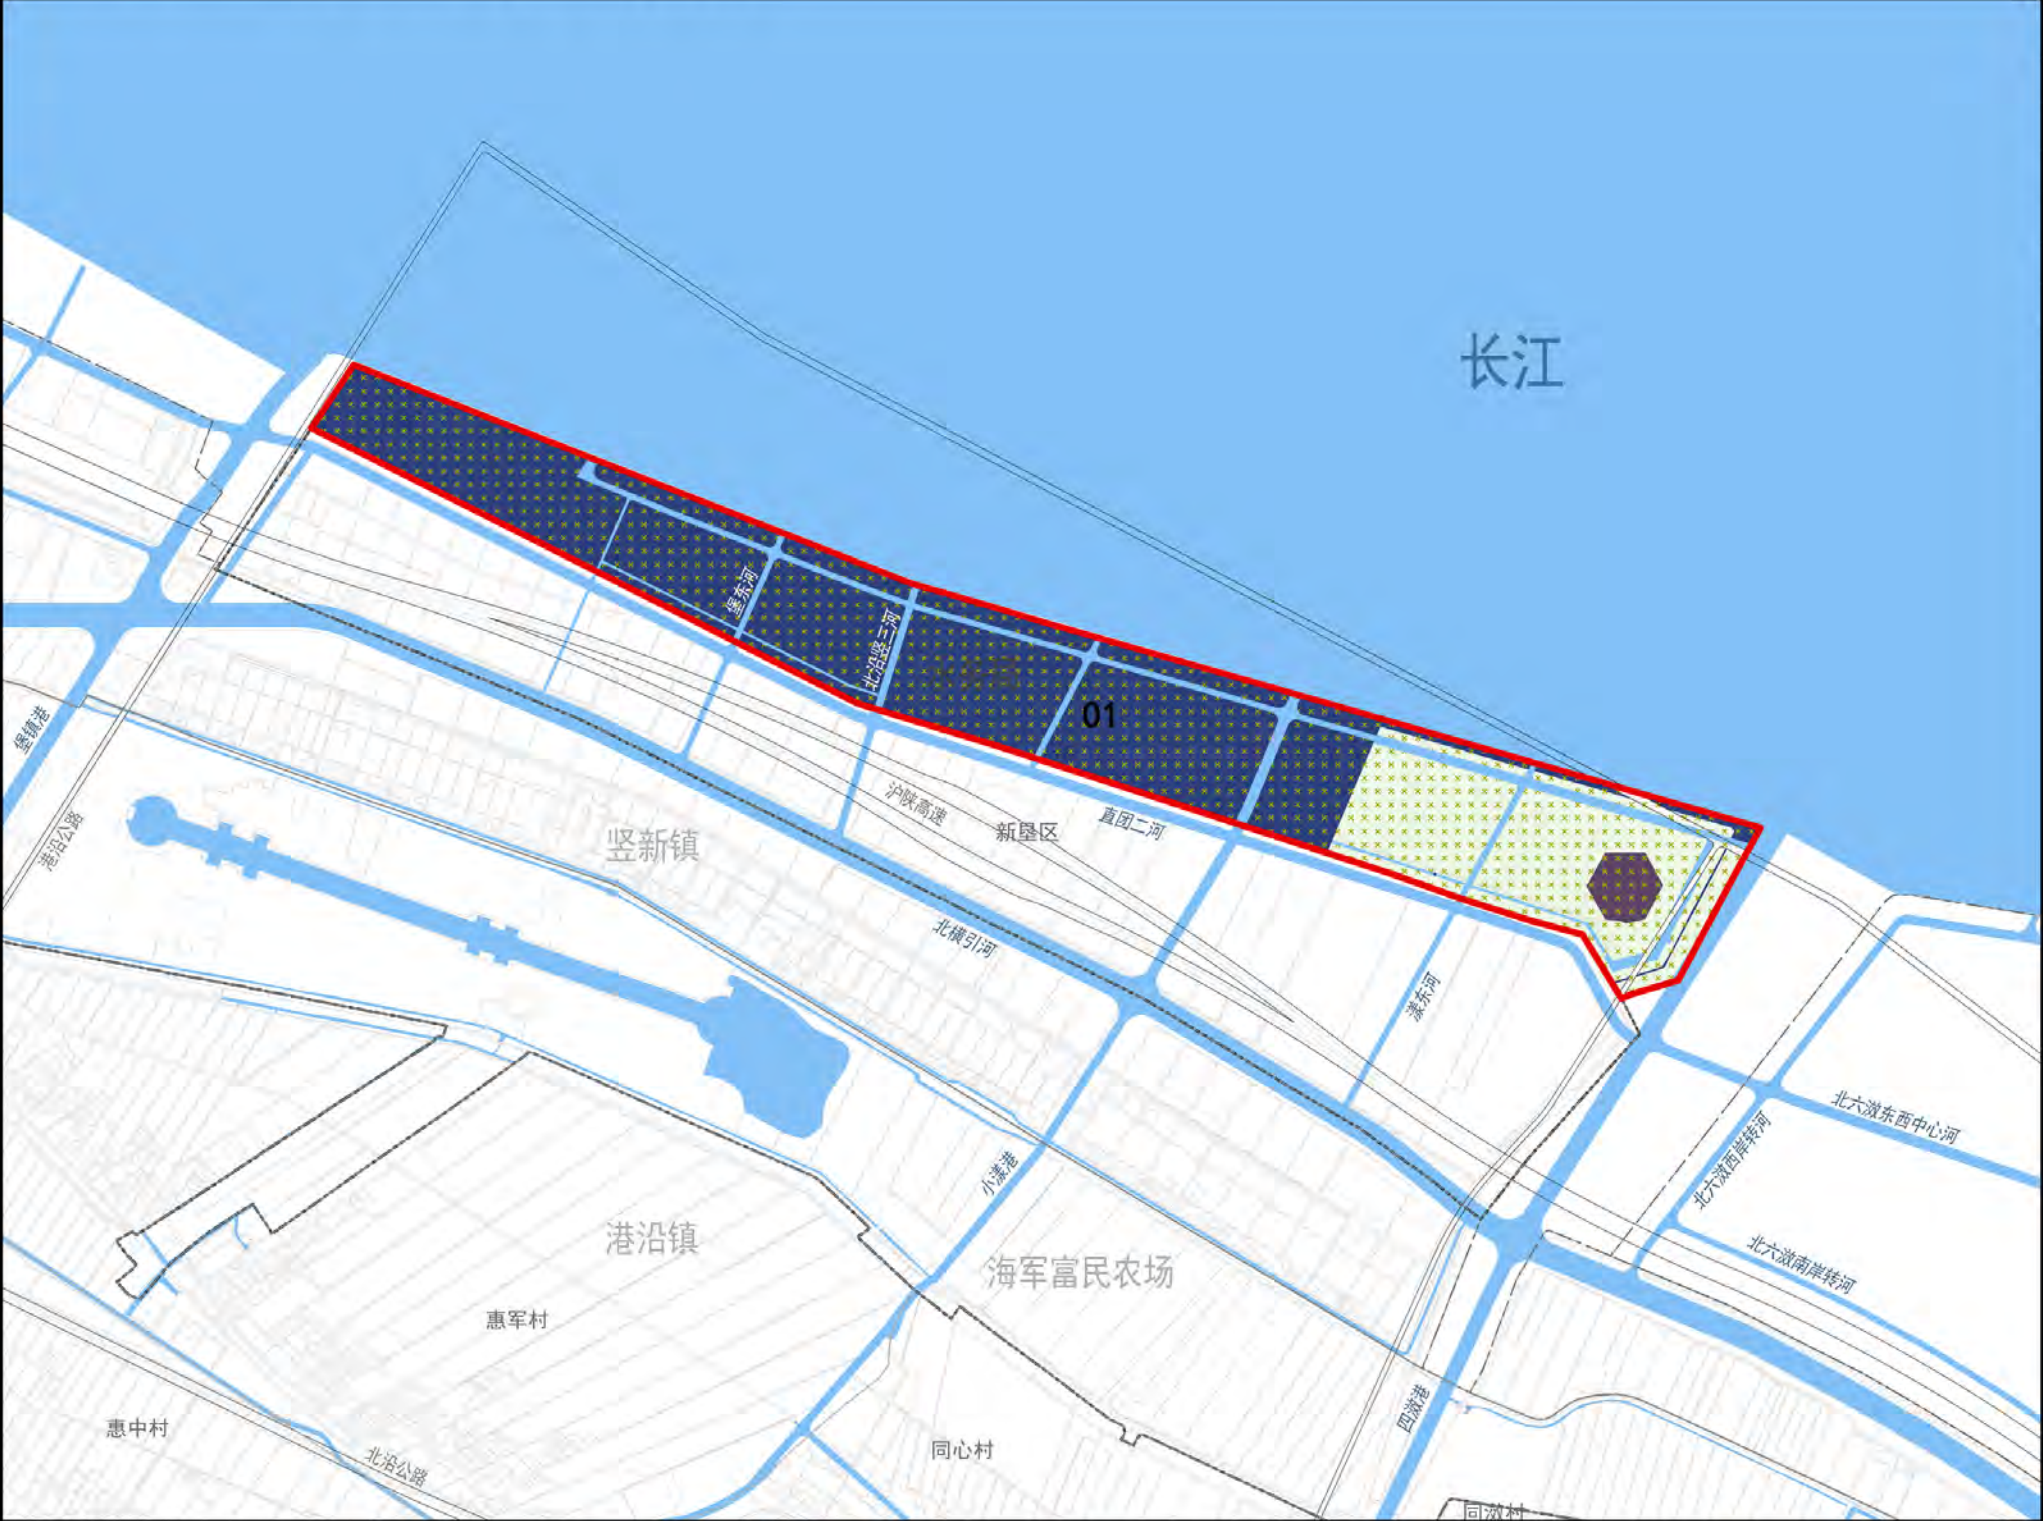 长江
堡东河
北沿竖三河
01
堡镇港
港沿公路
沪陕高速
新垦区
直团二河
竖新镇
北横引河
漾东河
北六滧东西中心河
北六滧西岸转河
小漾港
港沿镇
海军富民农场
北六滧南岸转河
惠军村
四滧港
惠中村
同心村
北沿公路
同滧村